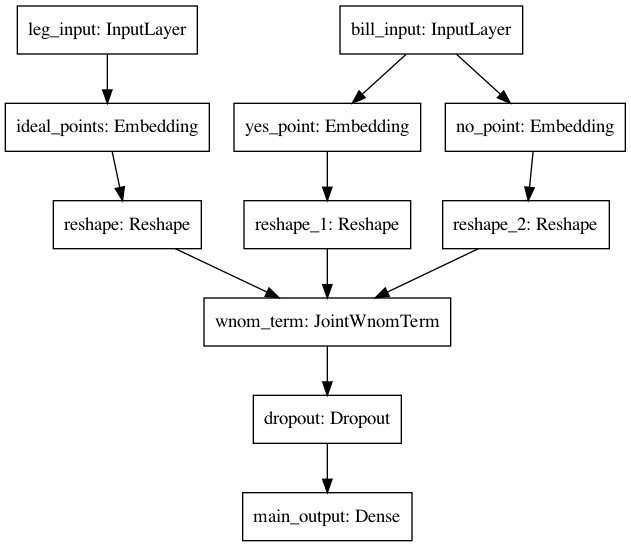 leg_input: InputLayer
bill_input: InputLayer
ideal_points: Embedding
yes_point: Embedding
no_point: Embedding
reshape: Reshape
reshape_1: Reshape
reshape_2: Reshape
wnom_term: JointWnomTerm
dropout: Dropout
main_output: Dense